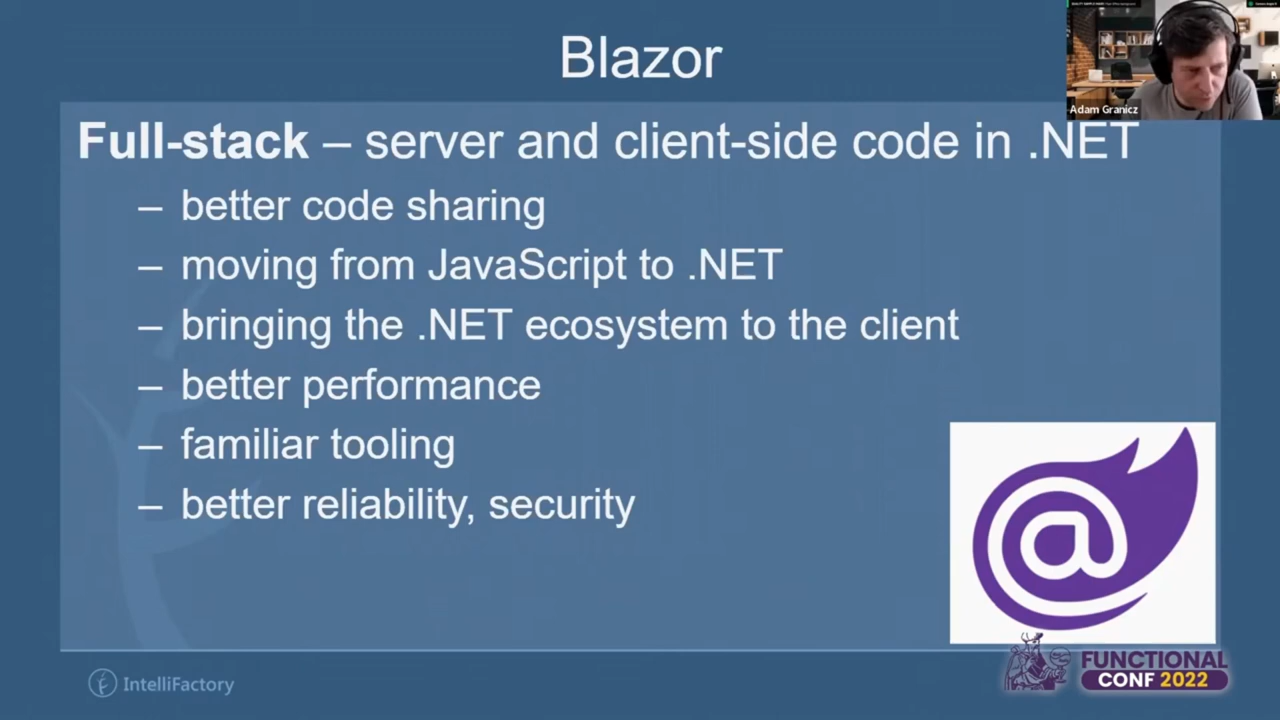 Blazor
Adam Granicz
Full-stack – server and client-side code in .NET
– better code sharing
– moving from JavaScript to .NET
– bringing the .NET ecosystem to the client
– better performance
– familiar tooling
– better reliability, security
@
IntelliFactory
FUNCTIONAL
CONF 2022